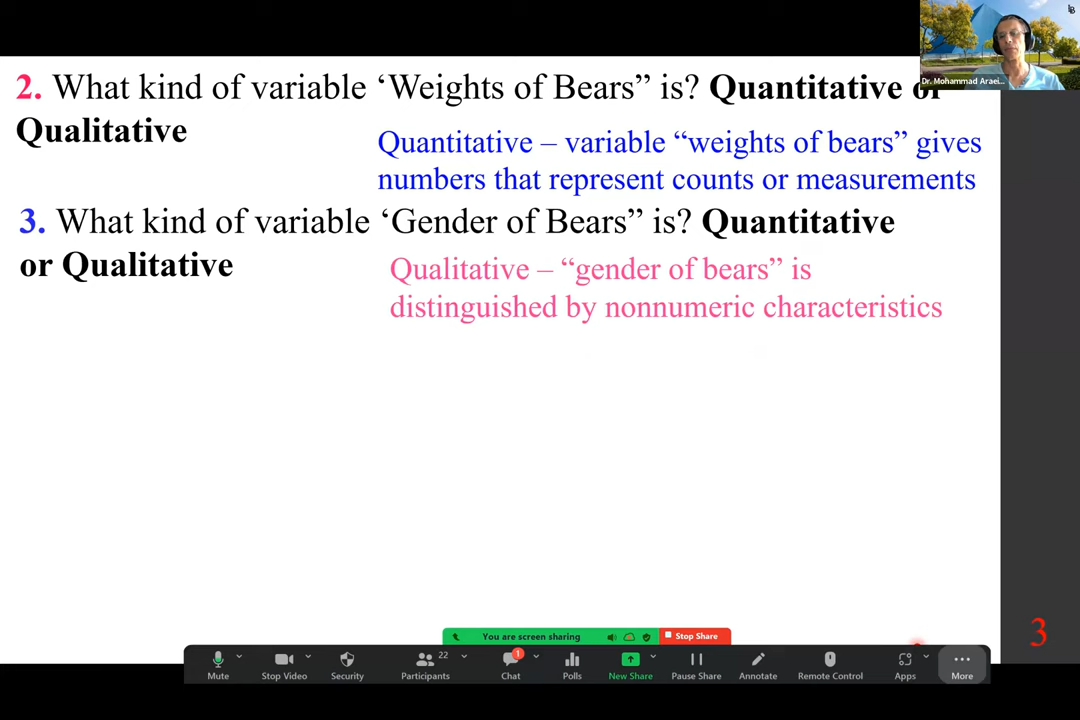 2. What kind of variable ‘Weights of Bears” is? Quantitative or
Qualitative
Quantitative – variable “weights of bears” gives
numbers that represent counts or measurements
3. What kind of variable ‘Gender of Bears” is? Quantitative
or Qualitative
Qualitative – “gender of bears” is
distinguished by nonnumeric characteristics
3
Dr. Mohammad Araei...
You are screen sharing
Stop Share
Mute
Stop Video
Security
Participants
22
Chat
1
Polls
New Share
Pause Share
Annotate
Remote Control
Apps
More